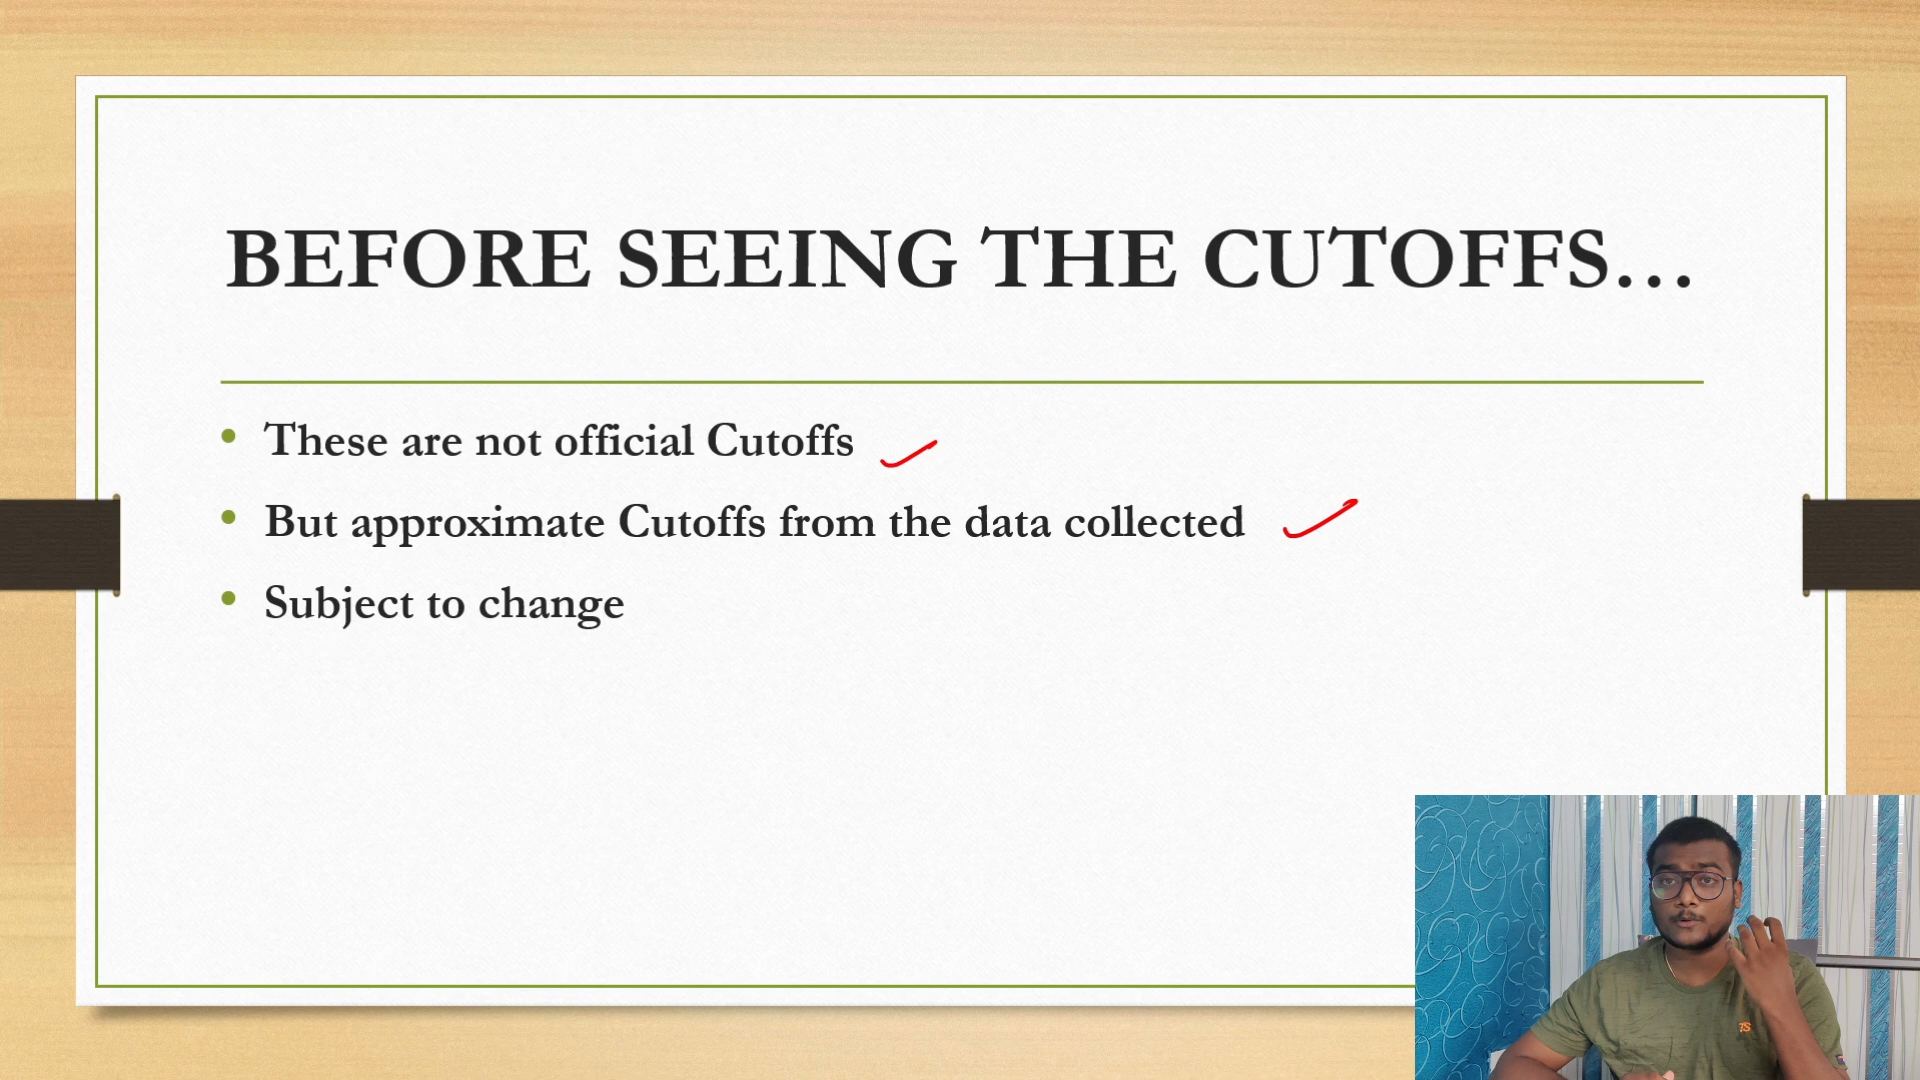 BEFORE SEEING THE CUTOFFS…
• These are not official Cutoffs
• But approximate Cutoffs from the data collected
• Subject to change